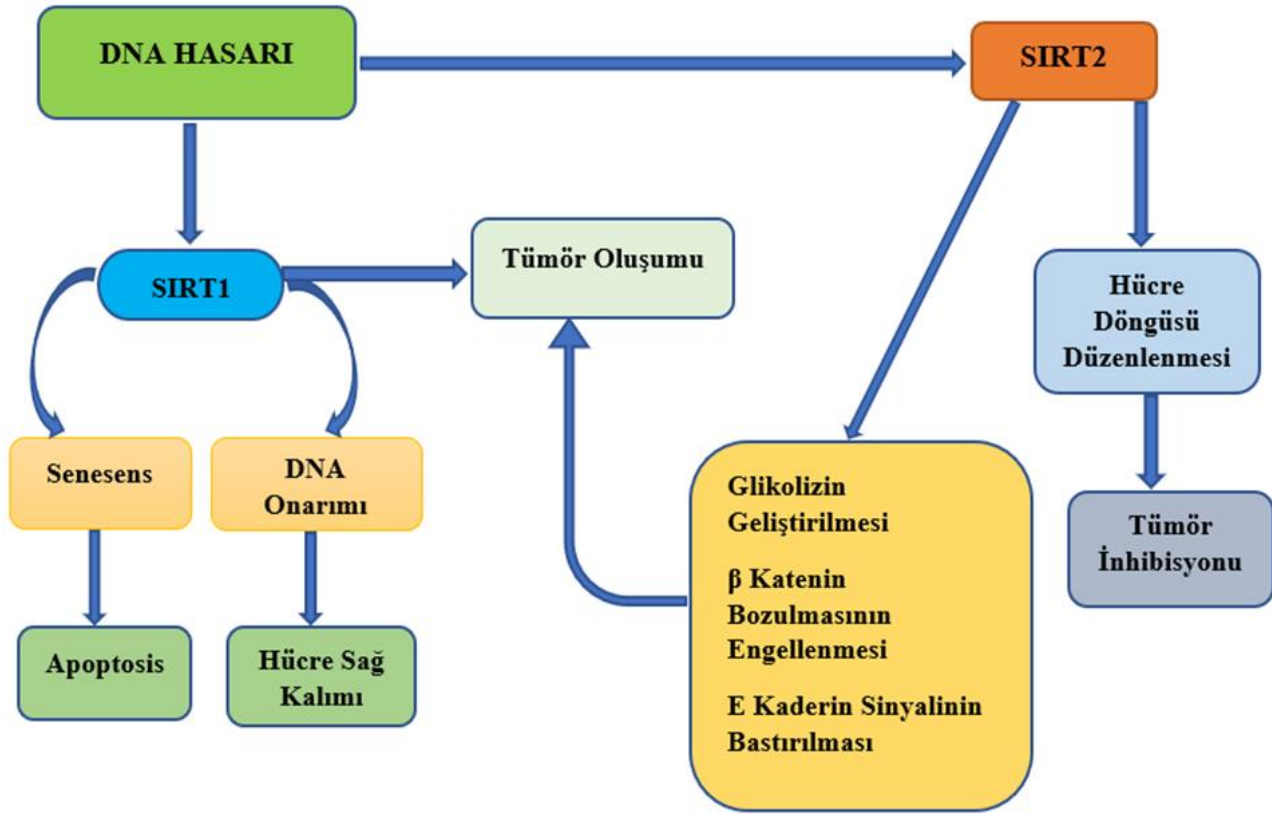 DNA HASARI
SIRT2
SIRT1
Tümör Oluşumu
Hücre
Döngüsü
Düzenlenmesi
Senesens
DNA
Onarımı
Glikolizin
Geliştirilmesi
β Katenin
Bozulmasının
Engellenmesi
E Kaderin Sinyalinin
Bastırılması
Tümör
İnhibisyonu
Apoptosis
Hücre Sağ
Kalımı